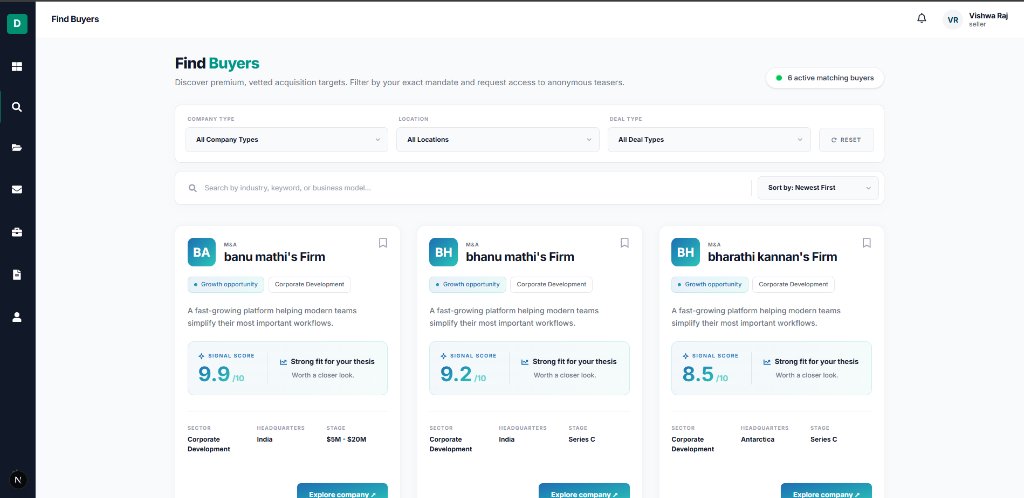 D
Find Buyers
VR
Vishwa Raj
seller
Find Buyers
Discover premium, vetted acquisition targets. Filter by your exact mandate and request access to anonymous teasers.
6 active matching buyers
COMPANY TYPE
LOCATION
DEAL TYPE
All Company Types
All Locations
All Deal Types
RESET
Search by industry, keyword, or business model...
Sort by: Newest First
BA
M&A
banu mathi's Firm
Growth opportunity
Corporate Development
A fast-growing platform helping modern teams
simplify their most important workflows.
SIGNAL SCORE
9.9 /10
Strong fit for your thesis
Worth a closer look.
SECTOR
HEADQUARTERS
STAGE
Corporate
Development
India
$5M - $20M
Explore company ↗
BH
M&A
bhanu mathi's Firm
Growth opportunity
Corporate Development
A fast-growing platform helping modern teams
simplify their most important workflows.
SIGNAL SCORE
9.2 /10
Strong fit for your thesis
Worth a closer look.
SECTOR
HEADQUARTERS
STAGE
Corporate
Development
India
Series C
Explore company ↗
BH
M&A
bharathi kannan's Firm
Growth opportunity
Corporate Development
A fast-growing platform helping modern teams
simplify their most important workflows.
SIGNAL SCORE
8.5 /10
Strong fit for your thesis
Worth a closer look.
SECTOR
HEADQUARTERS
STAGE
Corporate
Development
Antarctica
Series C
Explore company ↗
N